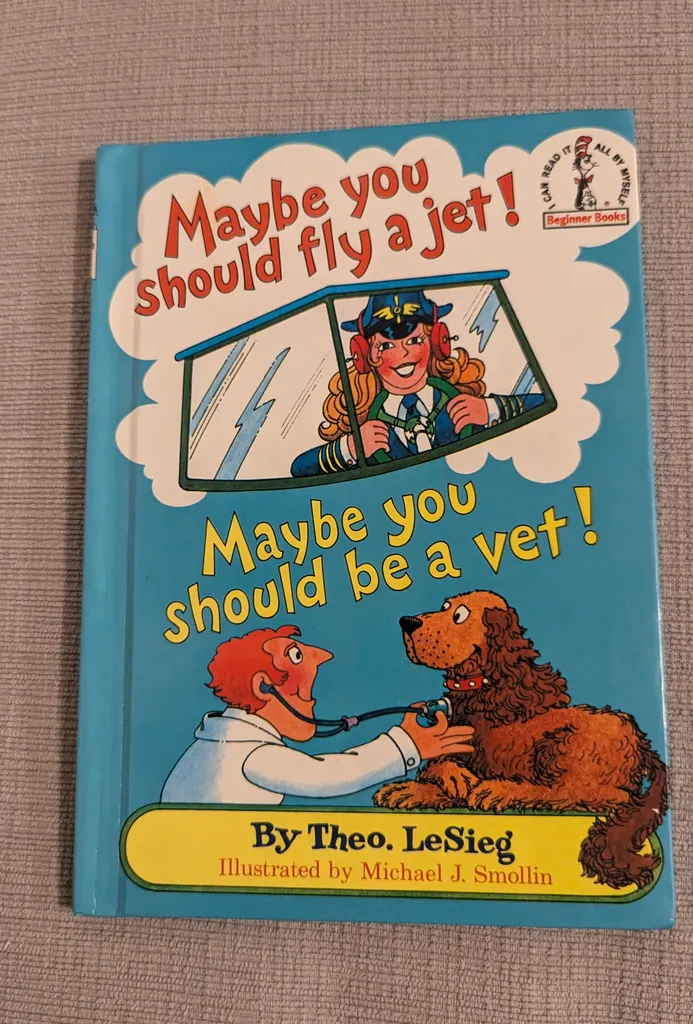 Maybe you
should fly a jet!
I CAN READ IT ALL BY MYSELF
Beginner Books
Maybe you
should be a vet!
By Theo. LeSieg
Illustrated by Michael J. Smollin